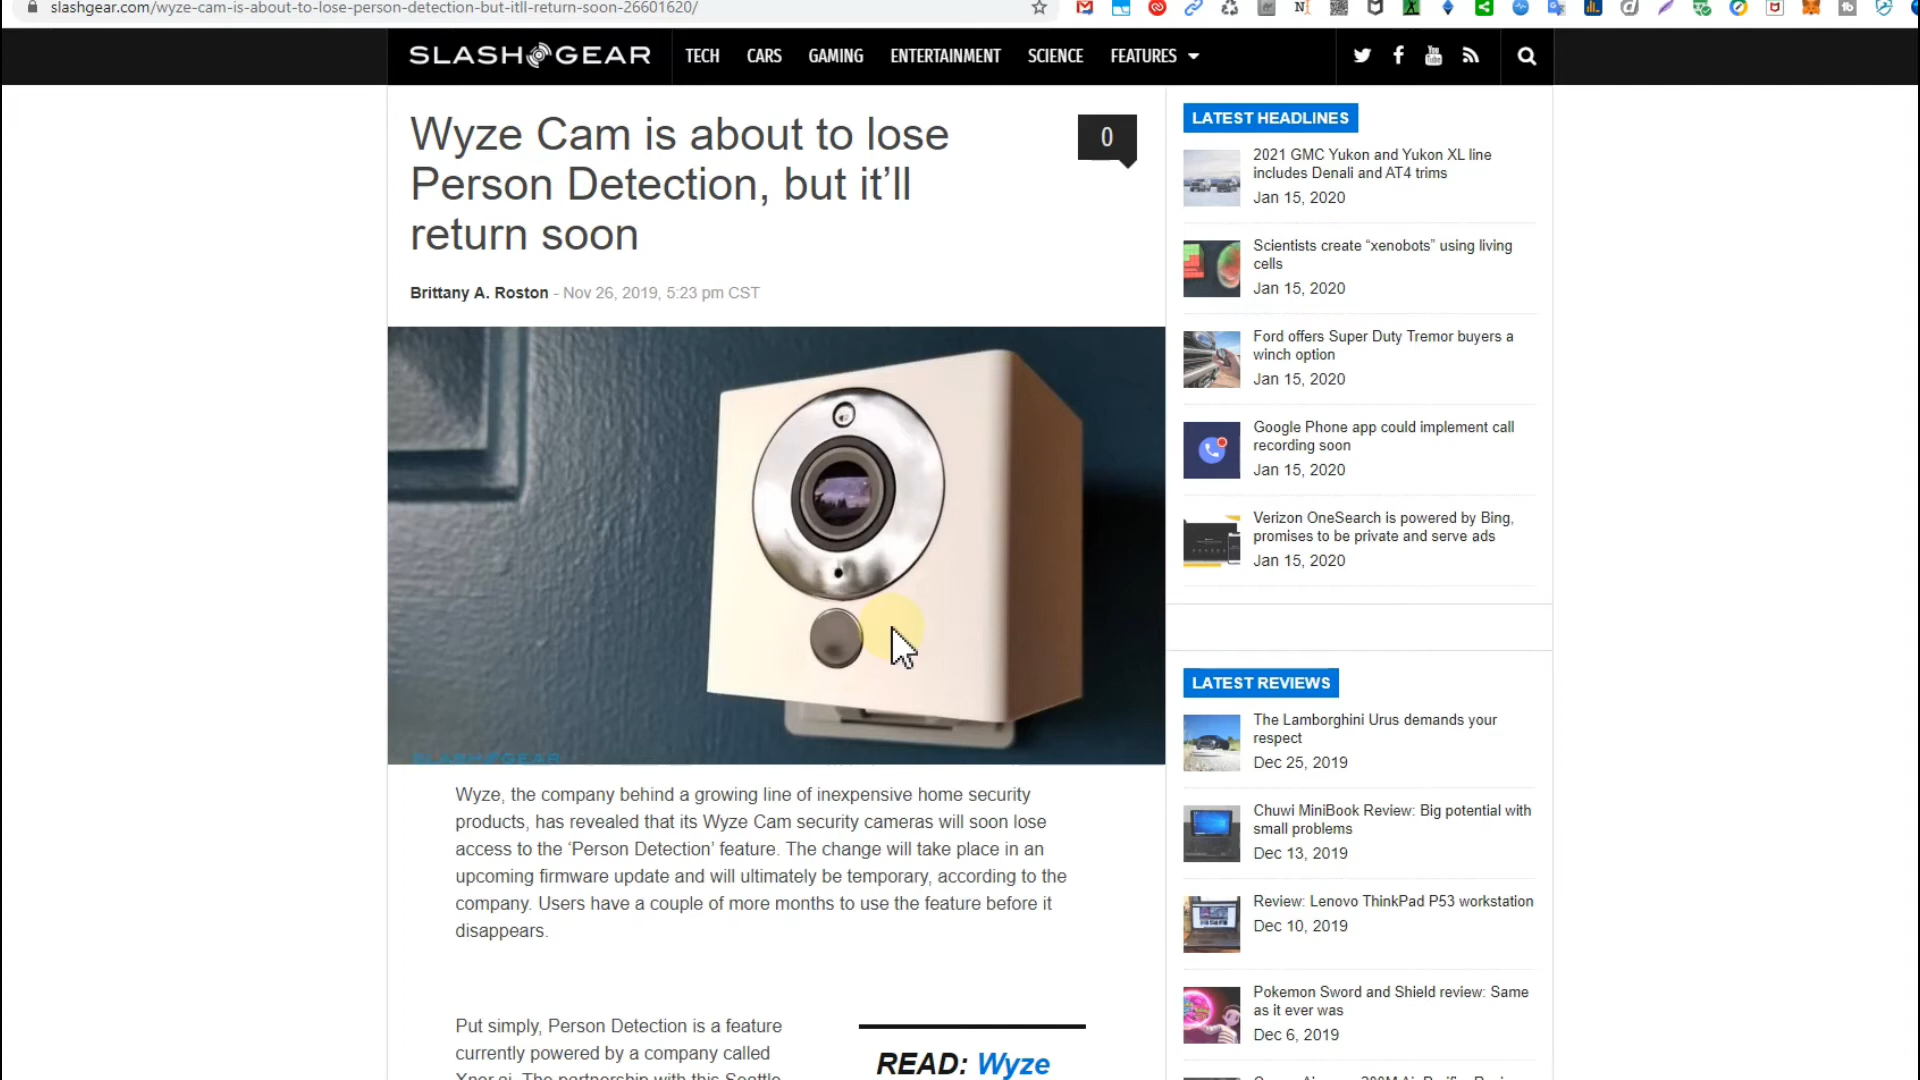 slashgear.com/wyze-cam-is-about-to-lose-person-detection-but-itll-return-soon-26601620/
SLASHGEAR
TECH
CARS
GAMING
ENTERTAINMENT
SCIENCE
FEATURES
Wyze Cam is about to lose
Person Detection, but it’ll
return soon
0
Brittany A. Roston - Nov 26, 2019, 5:23 pm CST
SLASHGEAR
Wyze, the company behind a growing line of inexpensive home security
products, has revealed that its Wyze Cam security cameras will soon lose
access to the ‘Person Detection’ feature. The change will take place in an
upcoming firmware update and will ultimately be temporary, according to the
company. Users have a couple of more months to use the feature before it
disappears.
Put simply, Person Detection is a feature
currently powered by a company called
Xnor.ai. The partnership with this Seattle
READ: Wyze
LATEST HEADLINES
2021 GMC Yukon and Yukon XL line
includes Denali and AT4 trims
Jan 15, 2020
Scientists create “xenobots” using living
cells
Jan 15, 2020
Ford offers Super Duty Tremor buyers a
winch option
Jan 15, 2020
Google Phone app could implement call
recording soon
Jan 15, 2020
Verizon OneSearch is powered by Bing,
promises to be private and serve ads
Jan 15, 2020
LATEST REVIEWS
The Lamborghini Urus demands your
respect
Dec 25, 2019
Chuwi MiniBook Review: Big potential with
small problems
Dec 13, 2019
Review: Lenovo ThinkPad P53 workstation
Dec 10, 2019
Pokemon Sword and Shield review: Same
as it ever was
Dec 6, 2019